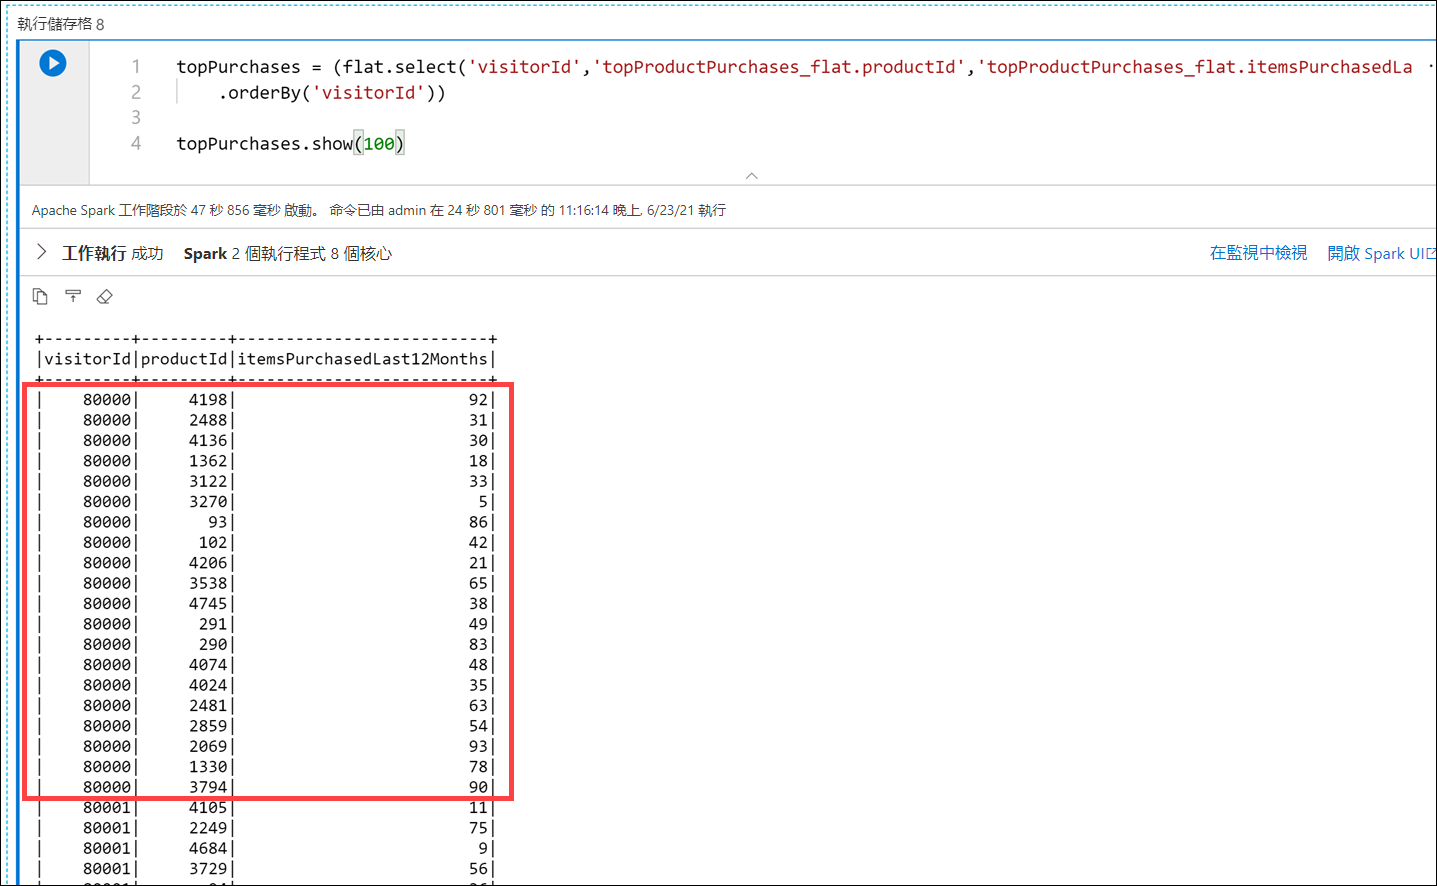 執行儲存格 8
1 topPurchases = (flat.select('visitorId','topProductPurchases_flat.productId','topProductPurchases_flat.itemsPurchasedLa
2 .orderBy('visitorId'))
3
4 topPurchases.show(100)
Apache Spark 工作階段於 47 秒 856 毫秒 啟動。 命令已由 admin 在 24 秒 801 毫秒 的 11:16:14 晚上, 6/23/21 執行
工作執行 成功 Spark 2 個執行程式 8 個核心 在監視中檢視 開啟 Spark UI
+---------+---------+--------------------------+
|visitorId|productId|itemsPurchasedLast12Months|
+---------+---------+--------------------------+
|    80000|     4198|                        92|
|    80000|     2488|                        31|
|    80000|     4136|                        30|
|    80000|     1362|                        18|
|    80000|     3122|                        33|
|    80000|     3270|                         5|
|    80000|       93|                        86|
|    80000|      102|                        42|
|    80000|     4206|                        21|
|    80000|     3538|                        65|
|    80000|     4745|                        38|
|    80000|      291|                        49|
|    80000|      290|                        83|
|    80000|     4074|                        48|
|    80000|     4024|                        35|
|    80000|     2481|                        63|
|    80000|     2859|                        54|
|    80000|     2069|                        93|
|    80000|     1330|                        78|
|    80000|     3794|                        90|
|    80001|     4105|                        11|
|    80001|     2249|                        75|
|    80001|     4684|                         9|
|    80001|     3729|                        56|